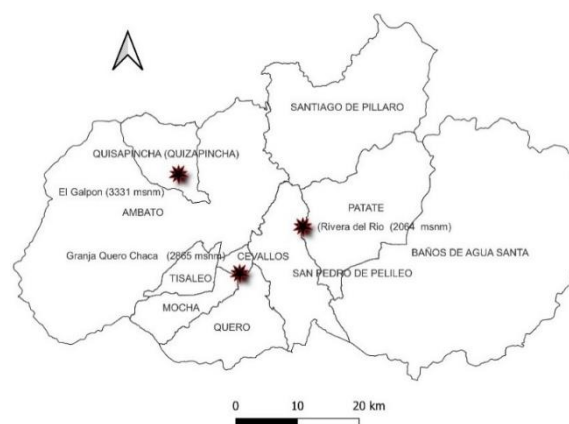 SANTIAGO DE PILLARO
QUISAPINCHA (QUIZAPINCHA)
El Galpon (3331 msnm)
AMBATO
PATATE
(Rivera del Rio (2064 msnm)
BAÑOS DE AGUA SANTA
Granja Quero Chaca (2865 msnm)
CEVALLOS
SAN PEDRO DE PELILEO
TISALEO
MOCHA
QUERO
0 10 20 km